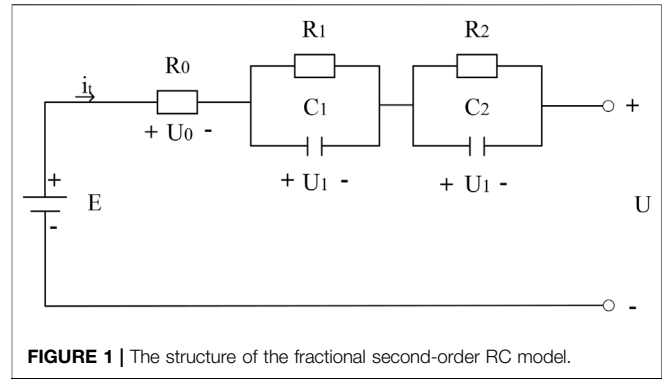 R1 R2
R0
it
C1 C2
+
+ U0 -
+ U1 - + U1 -
+
E U
-
-
FIGURE 1 | The structure of the fractional second-order RC model.